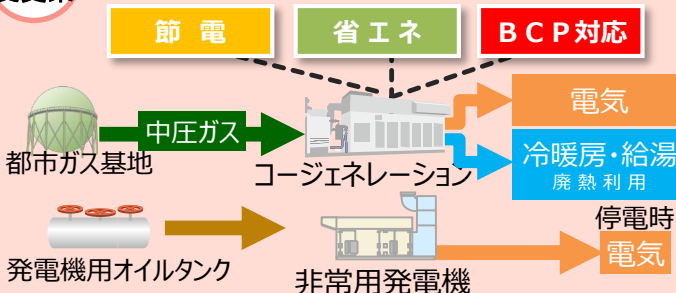 節電
省エネ
BCP対応
都市ガス基地
中圧ガス
コージェネレーション
電気
冷暖房・給湯
廃熱利用
発電機用オイルタンク
非常用発電機
停電時
電気